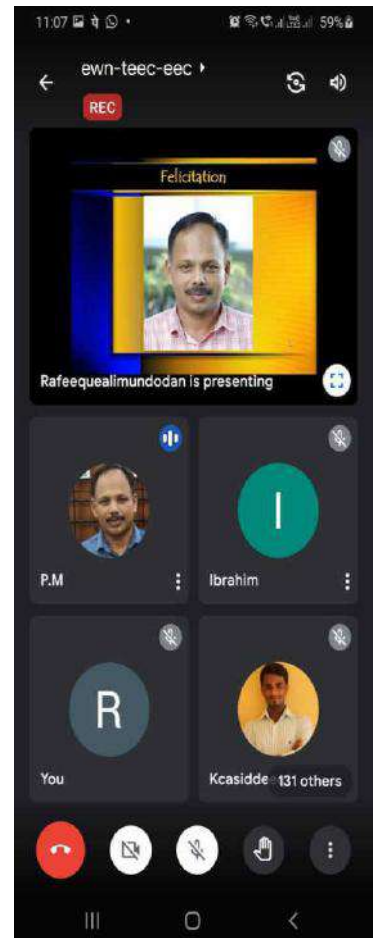 11:07 थे 59%
ewn-teec-eec
REC
Felicitation
Rafeequealimundodan is presenting
P.M
I
Ibrahim
R
You
Kcasidde
131 others